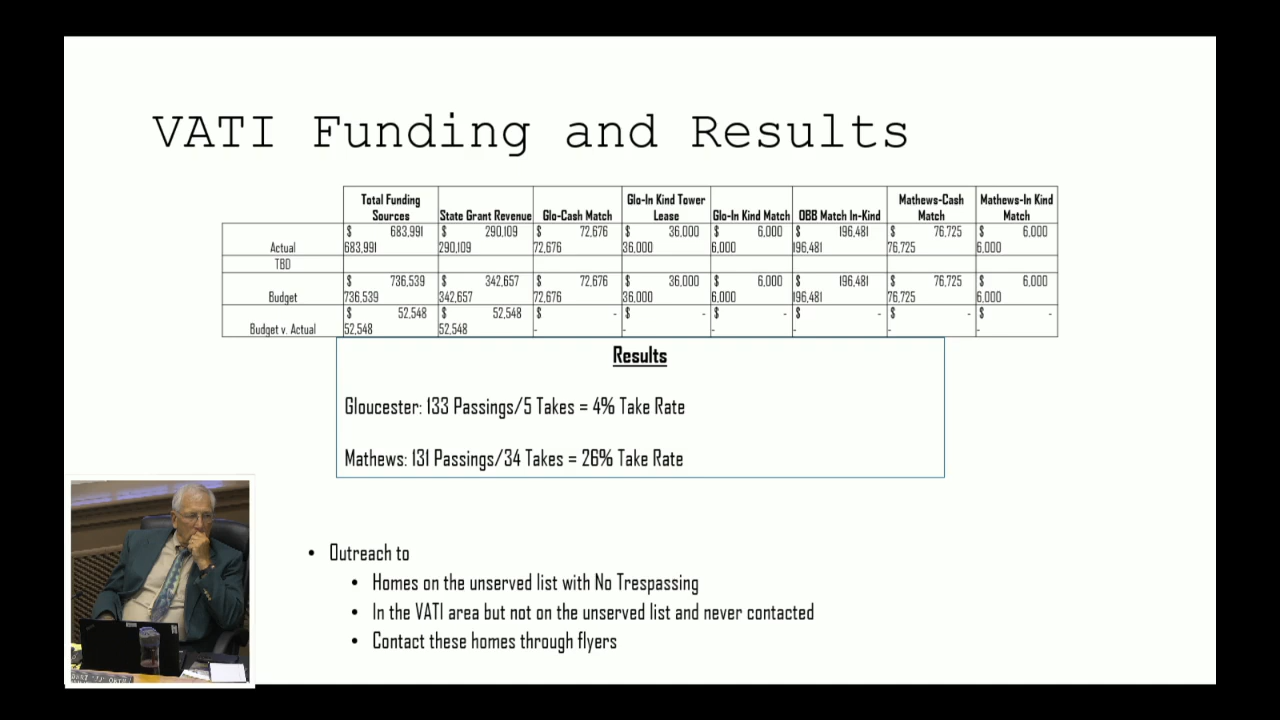 VATI Funding and Results
Total Funding Sources State Grant Revenue Glo-Cash Match Glo-In Kind Tower Lease Glo-In Kind Match OBB Match In-Kind Mathews-Cash Match Mathews-In Kind Match
$ 683,991 $ 290,109 $ 72,676 $ 36,000 $ 6,000 $ 196,481 $ 76,725 $ 6,000
Actual 683,991 290,109 72,676 36,000 6,000 196,481 76,725 6,000
TBD
$ 736,539 $ 342,657 $ 72,676 $ 36,000 $ 6,000 $ 196,481 $ 76,725 $ 6,000
Budget 736,539 342,657 72,676 36,000 6,000 196,481 76,725 6,000
$ 52,548 $ 52,548 $ - $ - $ - $ - $ - $ -
Budget v. Actual 52,548 52,548 - - - - - -
Results
Gloucester: 133 Passings/5 Takes = 4% Take Rate
Mathews: 131 Passings/34 Takes = 26% Take Rate
• Outreach to
• Homes on the unserved list with No Trespassing
• In the VATI area but not on the unserved list and never contacted
• Contact these homes through flyers